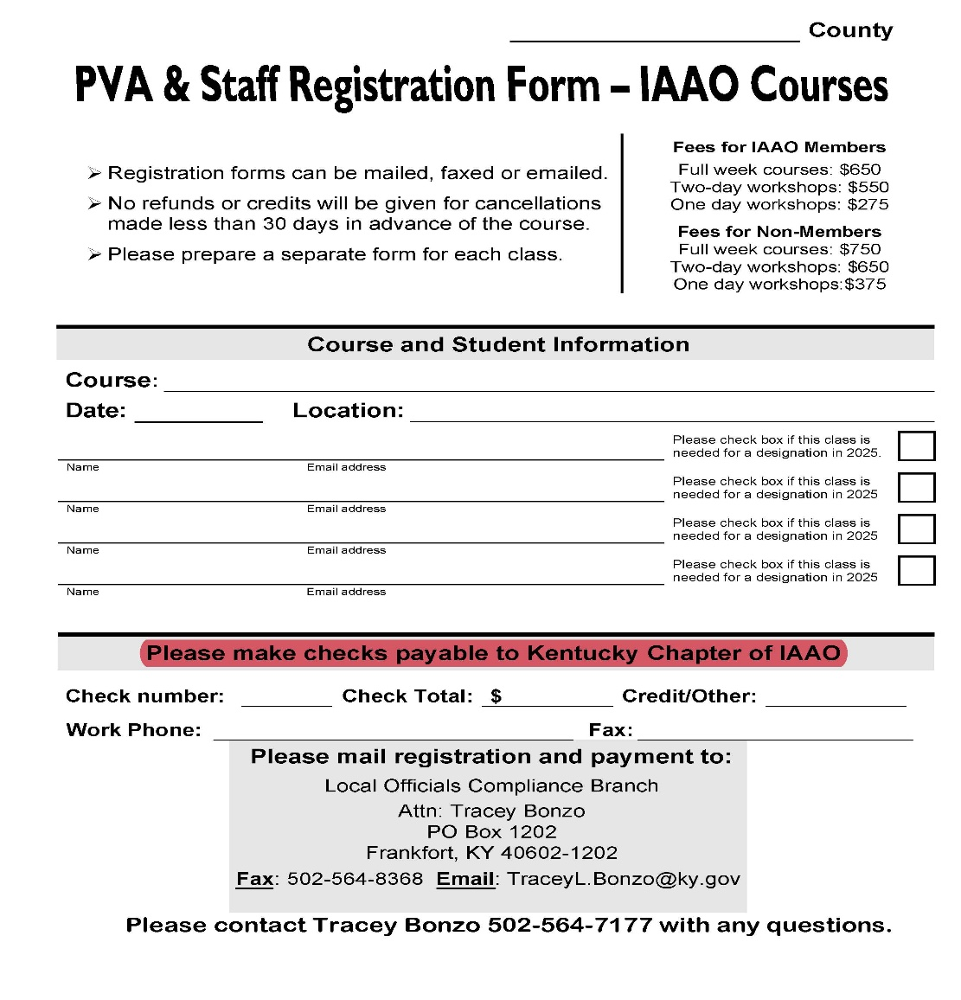 County
PVA & Staff Registration Form – IAAO Courses
➢ Registration forms can be mailed, faxed or emailed.
➢ No refunds or credits will be given for cancellations
made less than 30 days in advance of the course.
➢ Please prepare a separate form for each class.
Fees for IAAO Members
Full week courses: $650
Two-day workshops: $550
One day workshops: $275
Fees for Non-Members
Full week courses: $750
Two-day workshops: $650
One day workshops:$375
Course and Student Information
Course:
Date: Location:
Please check box if this class is
needed for a designation in 2025.
Name Email address
Please check box if this class is
needed for a designation in 2025
Name Email address
Please check box if this class is
needed for a designation in 2025
Name Email address
Please check box if this class is
needed for a designation in 2025
Name Email address
Please make checks payable to Kentucky Chapter of IAAO
Check number: Check Total: $ Credit/Other:
Work Phone: Fax:
Please mail registration and payment to:
Local Officials Compliance Branch
Attn: Tracey Bonzo
PO Box 1202
Frankfort, KY 40602-1202
Fax: 502-564-8368 Email: TraceyL.Bonzo@ky.gov
Please contact Tracey Bonzo 502-564-7177 with any questions.